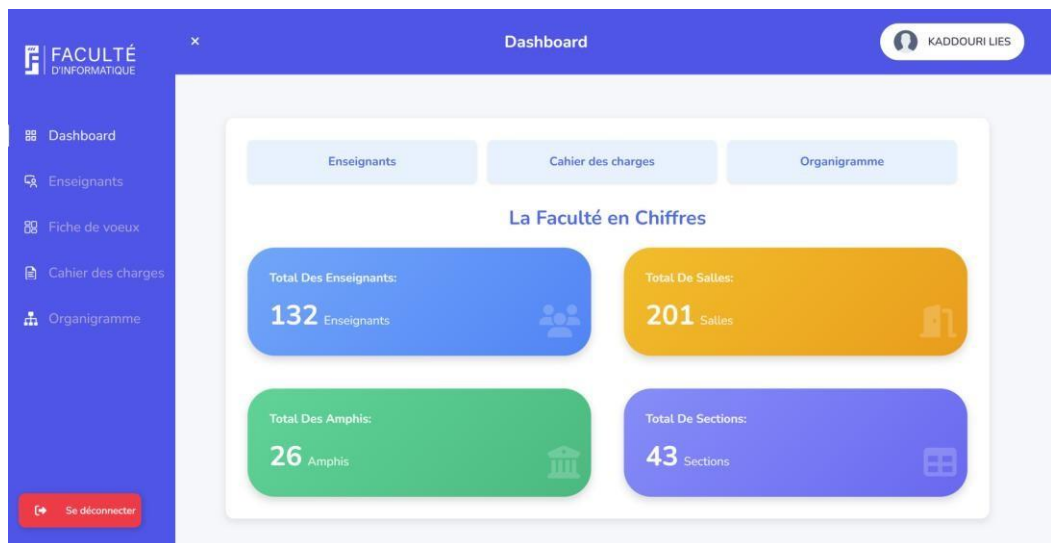 FACULTÉ
D'INFORMATIQUE
×
Dashboard
KADDOURI LIES
Dashboard
Enseignants
Fiche de voeux
Cahier des charges
Organigramme
Se déconnecter
Enseignants
Cahier des charges
Organigramme
La Faculté en Chiffres
Total Des Enseignants:
132 Enseignants
Total De Salles:
201 Salles
Total Des Amphis:
26 Amphis
Total De Sections:
43 Sections